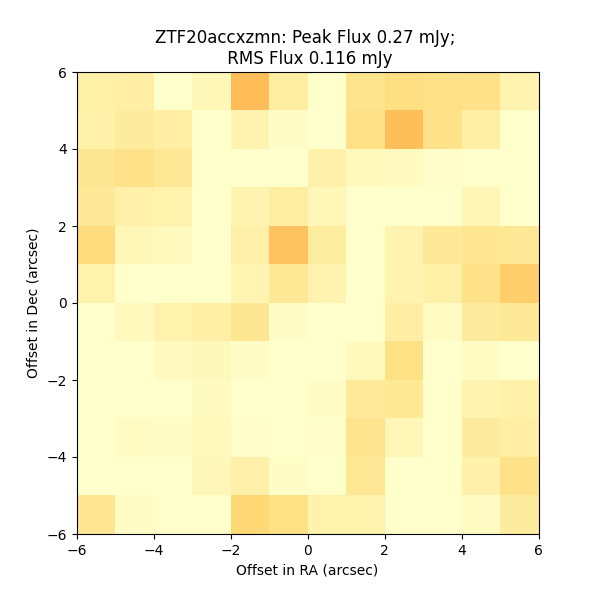 ZTF20accxzmn: Peak Flux 0.27 mJy;
RMS Flux 0.116 mJy
6
4
2
0
−2
−4
−6
Offset in Dec (arcsec)
−6 −4 −2 0 2 4 6
Offset in RA (arcsec)